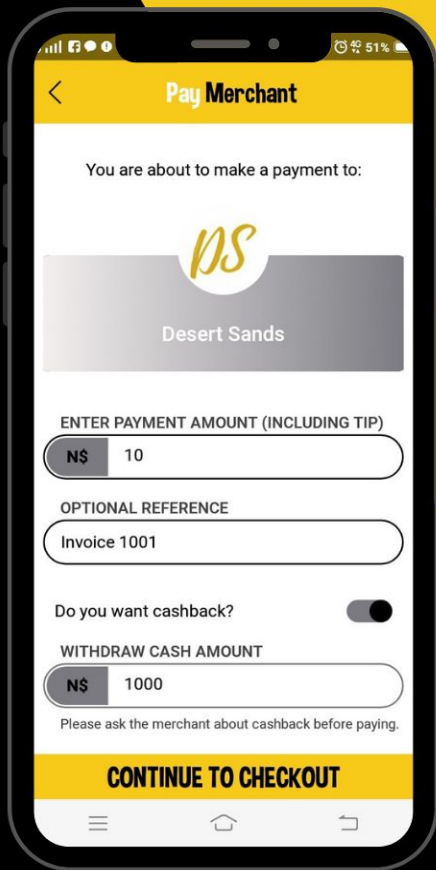 4G 51%
Pay Merchant
You are about to make a payment to:
DS
Desert Sands
ENTER PAYMENT AMOUNT (INCLUDING TIP)
N$ 10
OPTIONAL REFERENCE
Invoice 1001
Do you want cashback?
WITHDRAW CASH AMOUNT
N$ 1000
Please ask the merchant about cashback before paying.
CONTINUE TO CHECKOUT